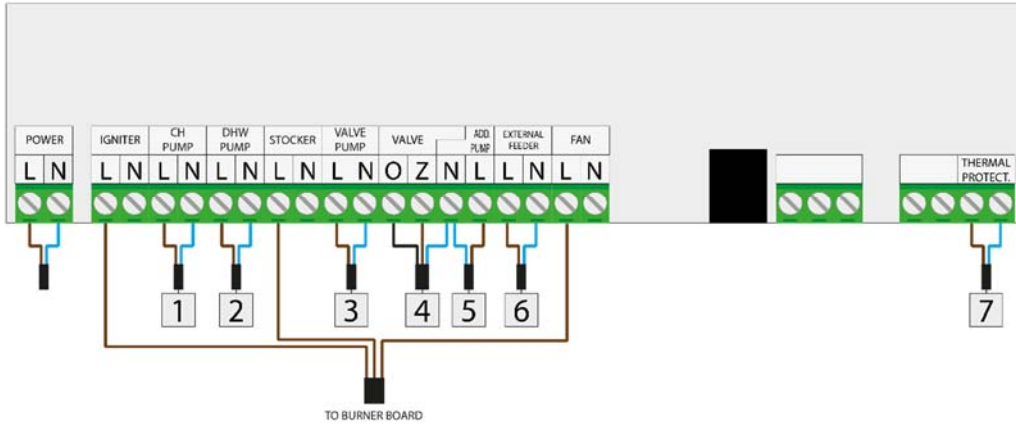 POWER
IGNITER
CH
PUMP
DHW
PUMP
STOCKER
VALVE
PUMP
VALVE
ADD.
PUMP
EXTERNAL
FEEDER
FAN
THERMAL
PROTECT.
L N L N L N L N L N L N O Z N L L N L N
1 2 3 4 5 6 7
TO BURNER BOARD